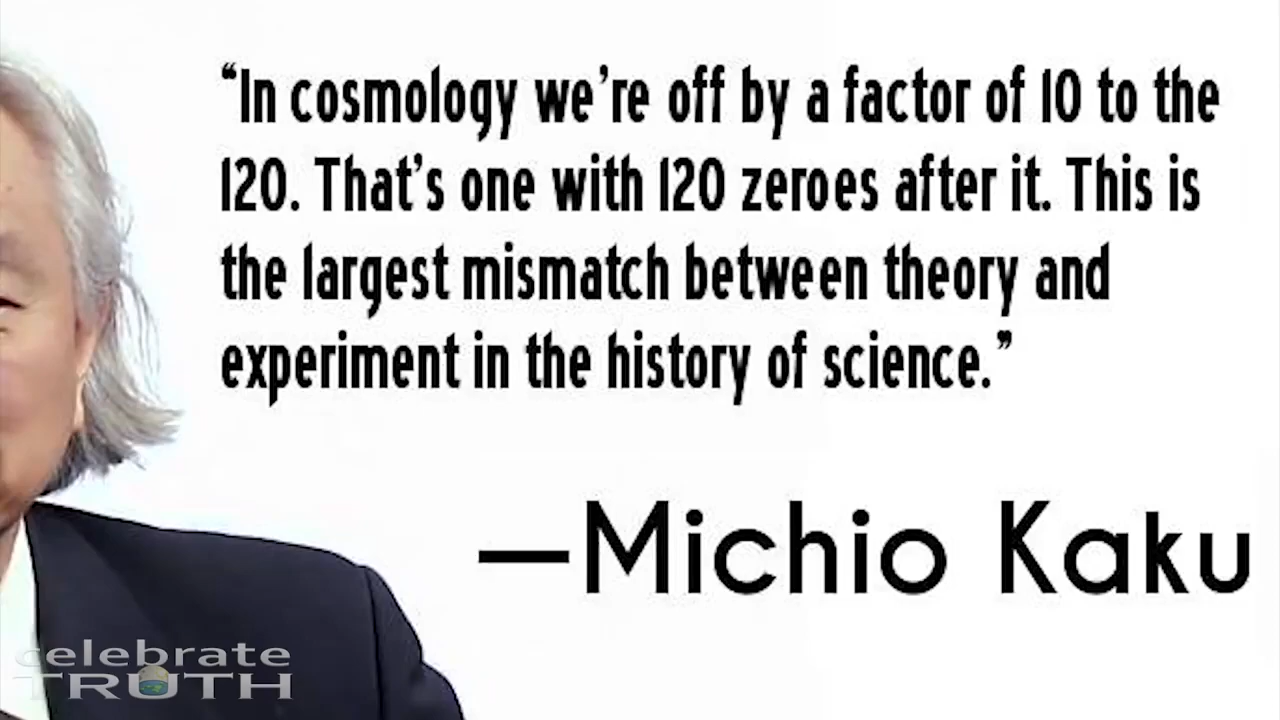 “In cosmology we’re off by a factor of 10 to the
120. That’s one with 120 zeroes after it. This is
the largest mismatch between theory and
experiment in the history of science.”
—Michio Kaku
celebrate
TRUTH